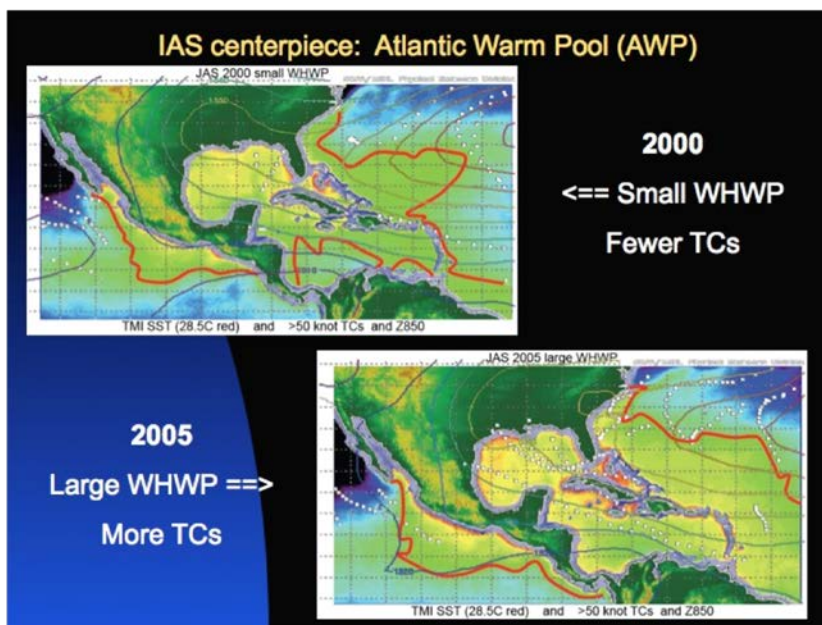 IAS centerpiece: Atlantic Warm Pool (AWP)
JAS 2000 small WHWP
TMI SST (28.5C red) and >50 knot TCs and Z850
2000
<== Small WHWP
Fewer TCs
2005
Large WHWP ==>
More TCs
JAS 2005 large WHWP
TMI SST (28.5C red) and >50 knot TCs and Z850